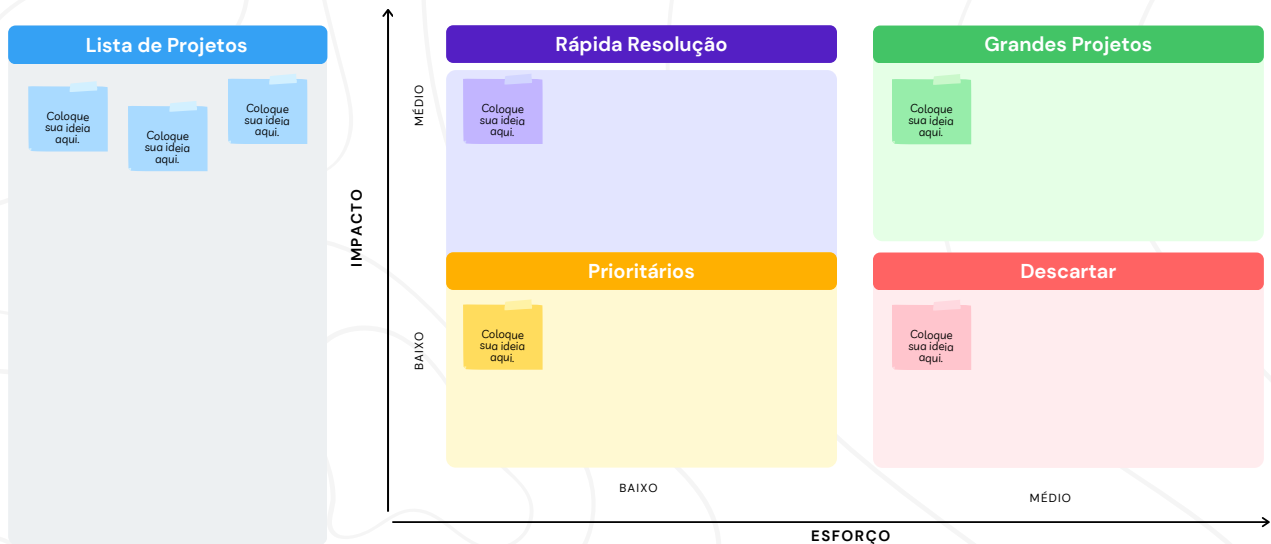 Lista de Projetos
Coloque
sua ideia
aqui.
Coloque
sua ideia
aqui.
Coloque
sua ideia
aqui.
IMPACTO
MÉDIO
BAIXO
Rápida Resolução
Coloque
sua ideia
aqui.
Grandes Projetos
Coloque
sua ideia
aqui.
Prioritários
Coloque
sua ideia
aqui.
Descartar
Coloque
sua ideia
aqui.
BAIXO
MÉDIO
ESFORÇO